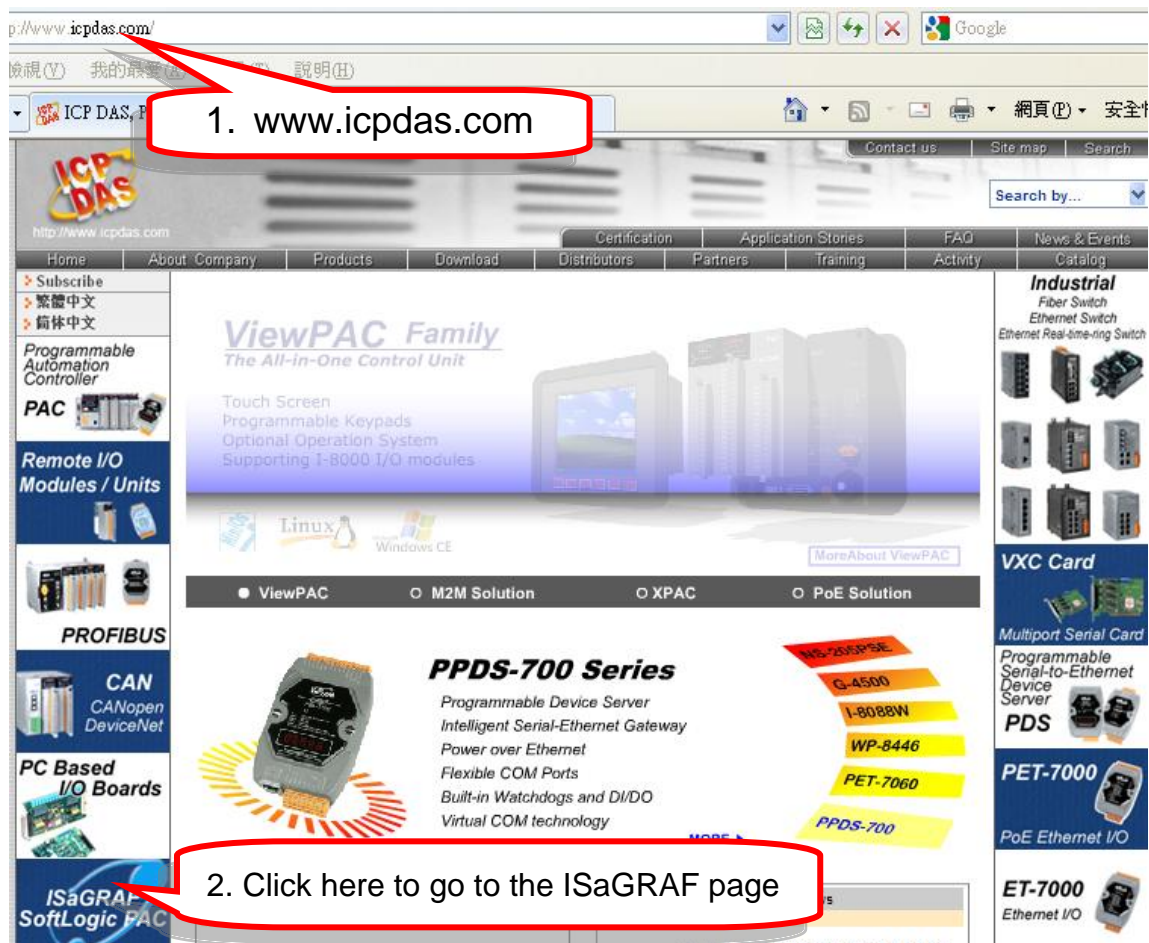 p://www.icpdas.com/
Google
檢視(V) 我的最愛 說明(H)
ICP DAS, P
網頁(P)
1. www.icpdas.com
Contact us
Site map
Search
ICP
DAS
http://www.icpdas.com
Search by...
Certification
Application Stories
FAQ
News & Events
Home
About Company
Products
Download
Distributors
Partners
Training
Activity
Catalog
Subscribe
繁體中文
简体中文
Programmable
Automation
Controller
PAC
Remote I/O
Modules / Units
PROFIBUS
CAN
CANopen
DeviceNet
PC Based
I/O Boards
ISaGRAF
SoftLogic PAC
ViewPAC Family
The All-in-One Control Unit
Touch Screen
Programmable Keypads
Optional Operation System
Supporting I-8000 I/O modules
Linux
Windows CE
MoreAbout ViewPAC
ViewPAC
M2M Solution
XPAC
PoE Solution
PPDS-700 Series
Programmable Device Server
Intelligent Serial-Ethernet Gateway
Power over Ethernet
Flexible COM Ports
Built-in Watchdogs and DI/DO
Virtual COM technology
MORE
NS-205PSE
G-4500
I-8088W
WP-8446
PET-7060
PPDS-700
2. Click here to go to the ISaGRAF page
Industrial
Fiber Switch
Ethernet Switch
Ethernet Real-time-ring Switch
VXC Card
Multiport Serial Card
Programmable
Serial-to-Ethernet
Device
Server
PDS
PET-7000
PoE Ethernet I/O
ET-7000
Ethernet I/O